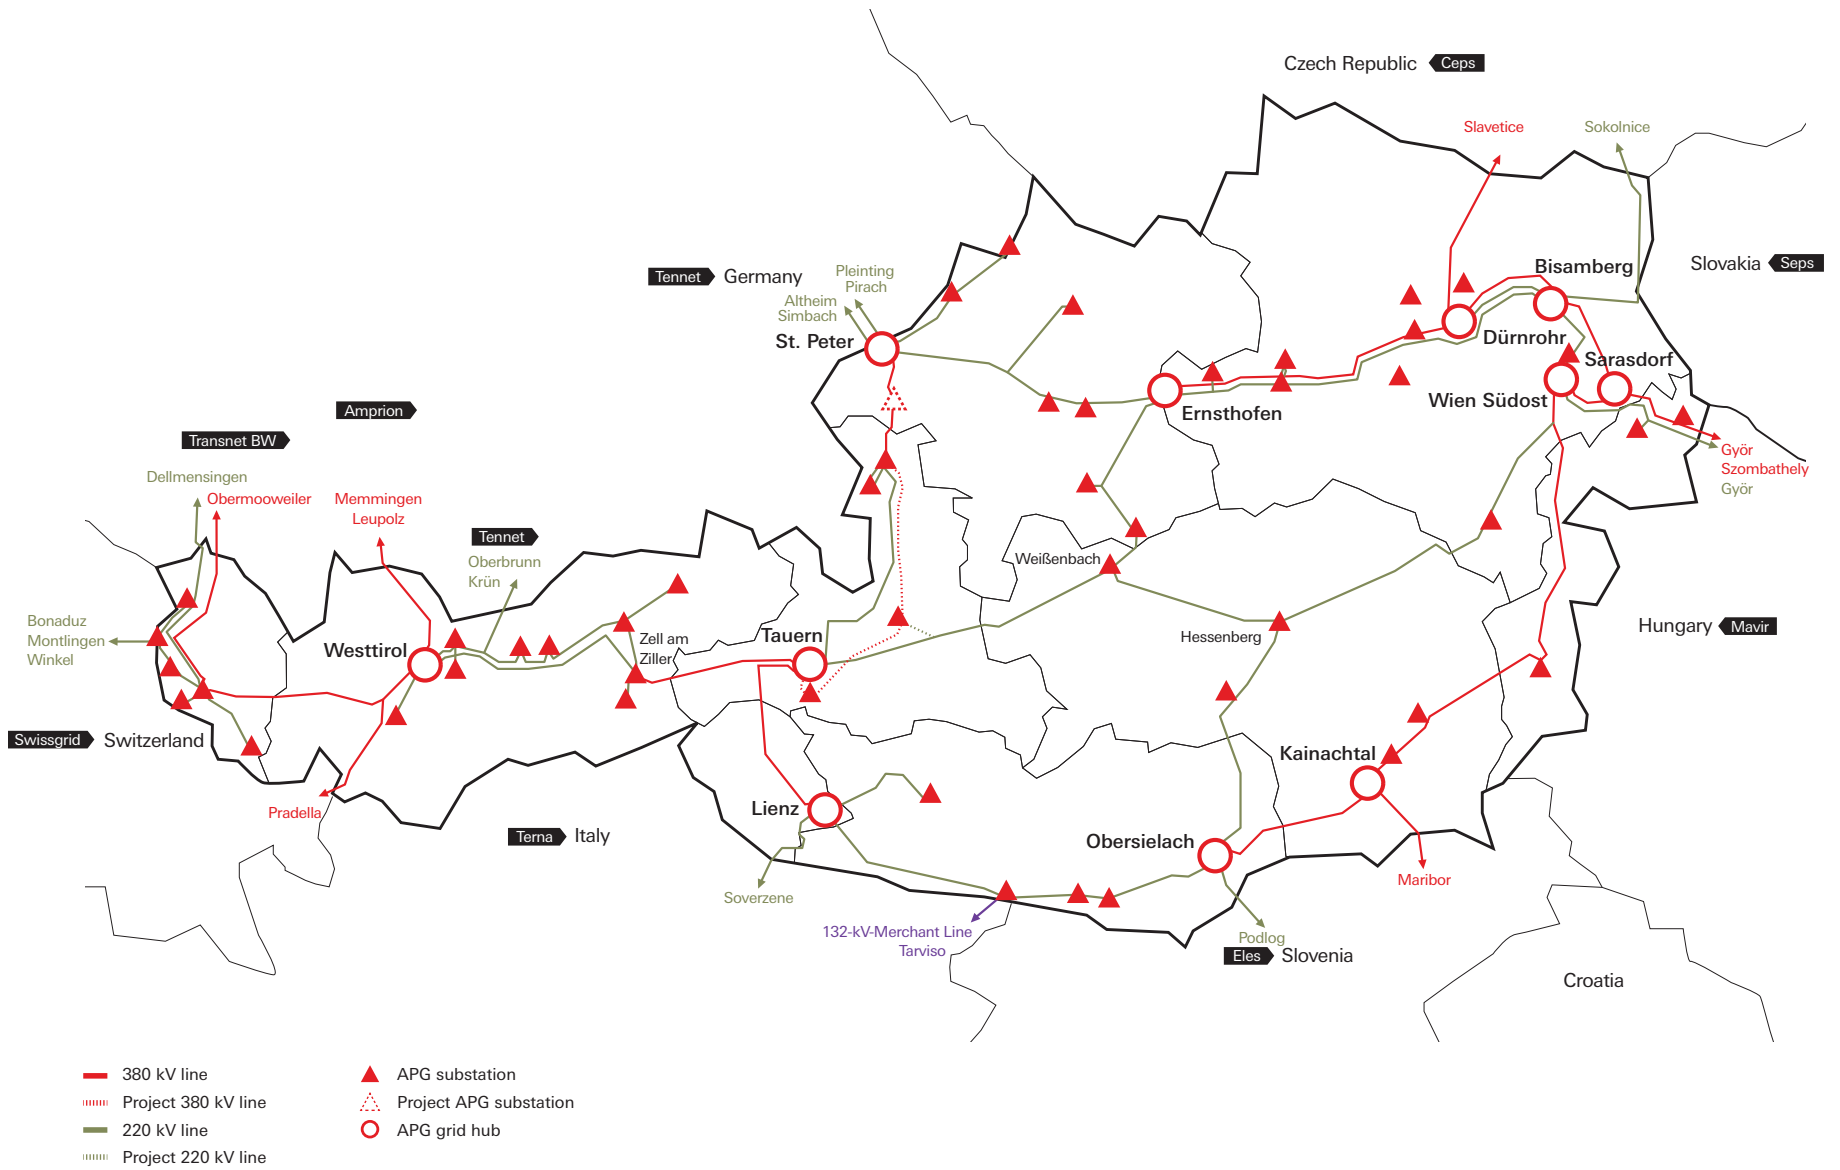 Czech Republic
Ceps
Slavetice
Sokolnice
Slovakia
Seps
Bisamberg
Dürnrohr
Sarasdorf
Wien Südost
Tennet
Germany
Pleinting
Pirach
Altheim
Simbach
St. Peter
Ernsthofen
Amprion
Transnet BW
Dellmensingen
Obermooweiler
Memmingen
Leupolz
Tennet
Oberbrunn
Krün
Győr
Szombathely
Győr
Weißenbach
Bonaduz
Montlingen
Winkel
Westtirol
Zell am
Ziller
Tauern
Hessenberg
Hungary
Mavir
Swissgrid
Switzerland
Pradella
Terna
Italy
Lienz
Kainachtal
Obersielach
Maribor
Soverzene
132-kV-Merchant Line
Tarviso
Podlog
Eles
Slovenia
Croatia
380 kV line
Project 380 kV line
220 kV line
Project 220 kV line
APG substation
Project APG substation
APG grid hub